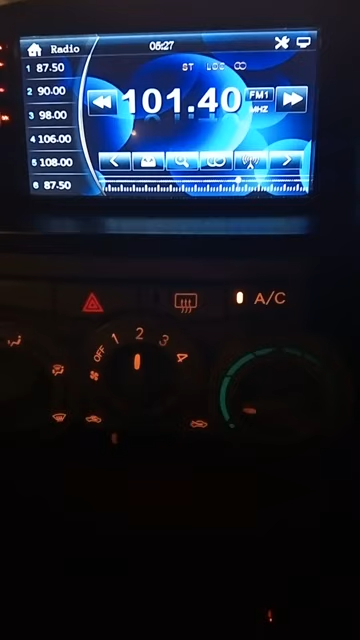 Radio 05:27
ST LOC
1 87.50
2 90.00
3 98.00
4 106.00
5 108.00
6 87.50
101.40 FM1
MHZ
A/C
OFF 1 2 3 4